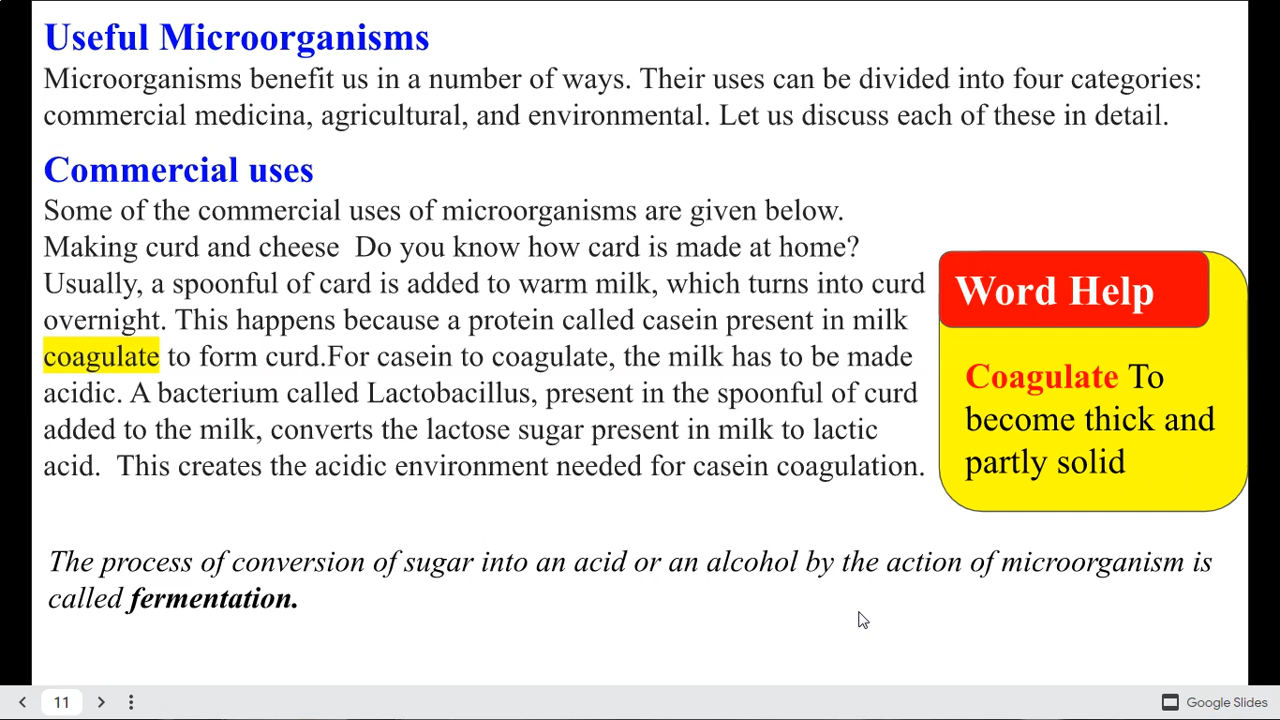 Useful Microorganisms
Microorganisms benefit us in a number of ways. Their uses can be divided into four categories:
commercial medicina, agricultural, and environmental. Let us discuss each of these in detail.
Commercial uses
Some of the commercial uses of microorganisms are given below.
Making curd and cheese  Do you know how card is made at home?
Usually, a spoonful of card is added to warm milk, which turns into curd
overnight. This happens because a protein called casein present in milk
coagulate to form curd.For casein to coagulate, the milk has to be made
acidic. A bacterium called Lactobacillus, present in the spoonful of curd
added to the milk, converts the lactose sugar present in milk to lactic
acid.  This creates the acidic environment needed for casein coagulation.
Word Help
Coagulate To
become thick and
partly solid
The process of conversion of sugar into an acid or an alcohol by the action of microorganism is
called fermentation.
11
Google Slides